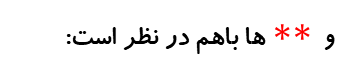 و ** ها باهم در نظر است: